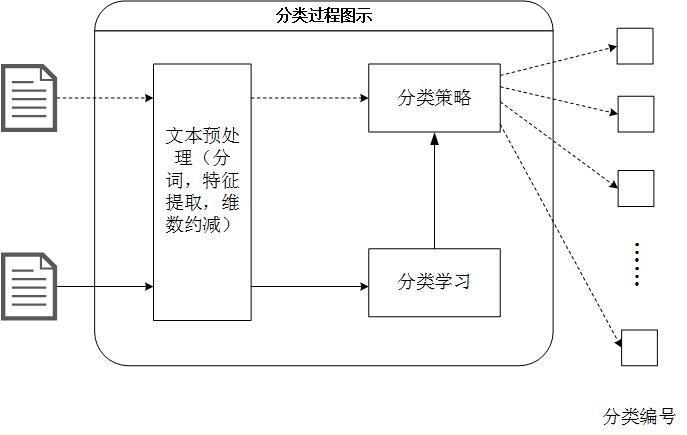 分类过程图示
分类策略
文本预处
理（分
词，特征
提取，维
数约减）
分类学习
……
分类编号